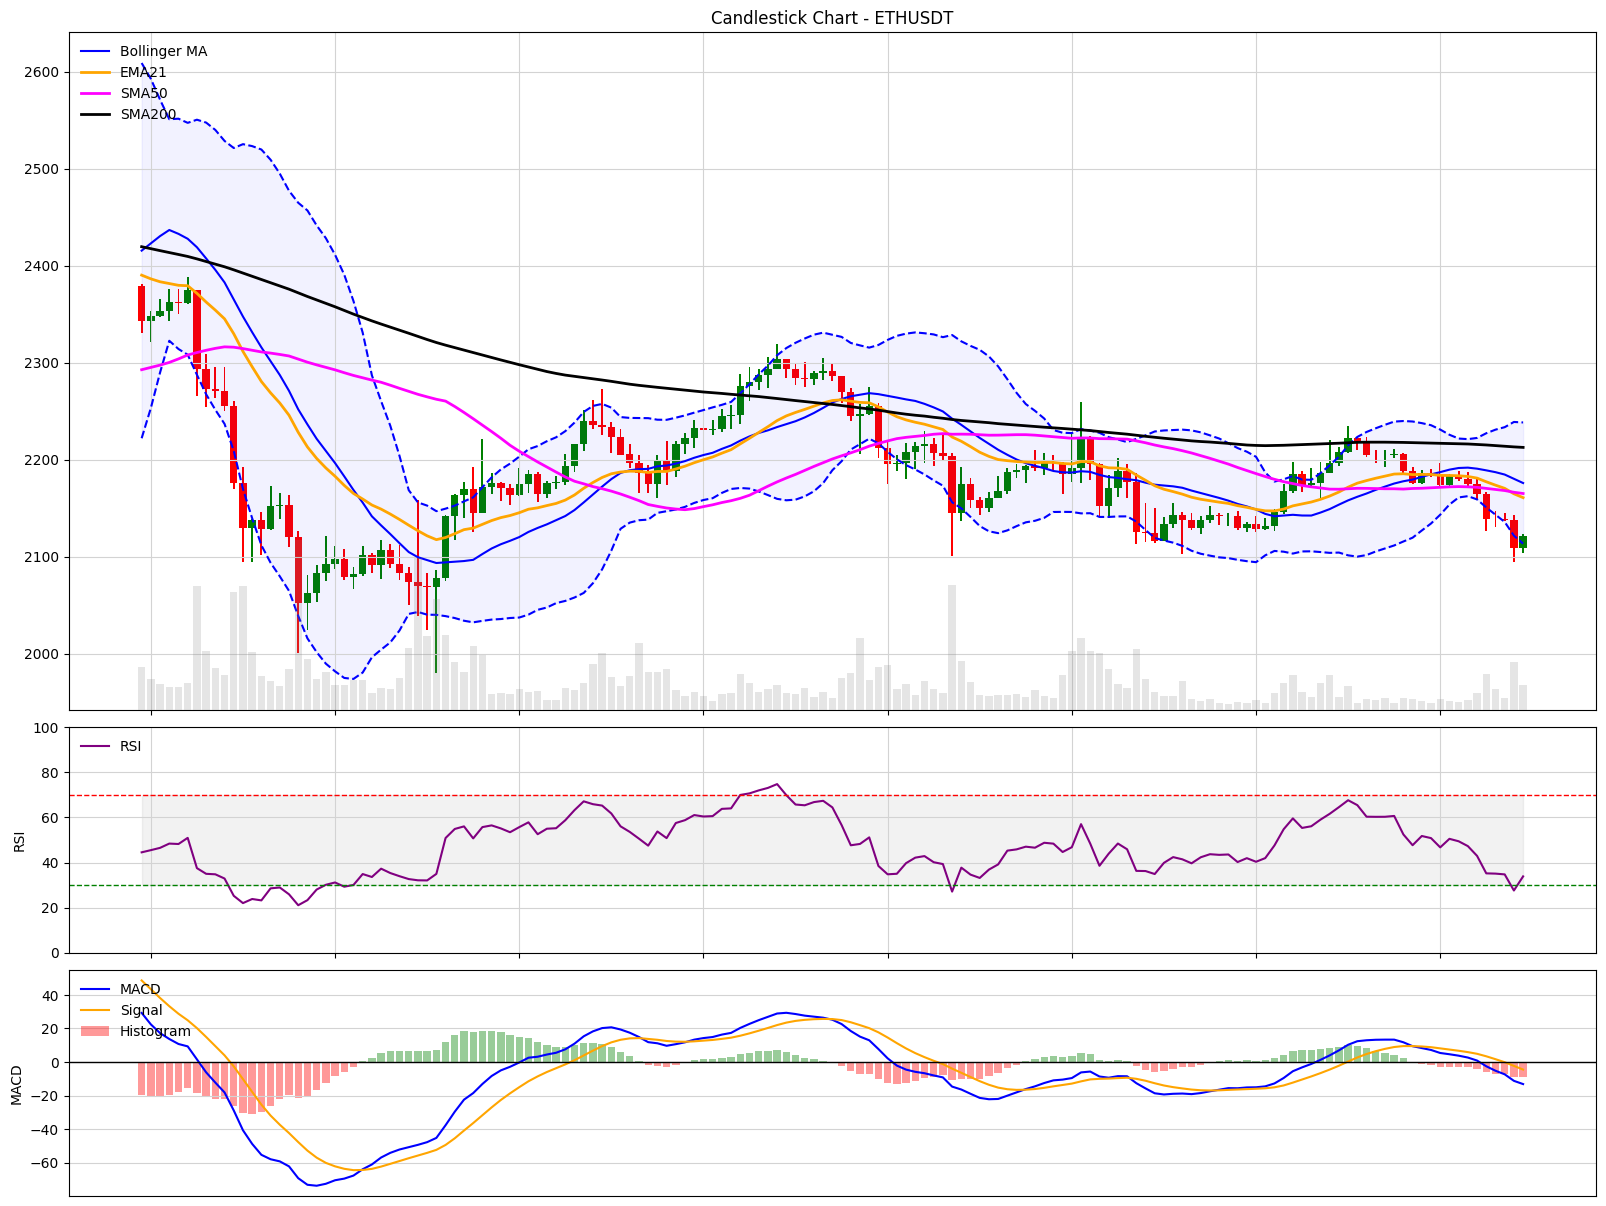 Candlestick Chart - ETHUSDT
Bollinger MA
EMA21
SMA50
SMA200
2600
2500
2400
2300
2200
2100
2000
RSI
100
80
60
40
20
0
RSI
MACD
Signal
Histogram
40
20
0
−20
−40
−60
MACD